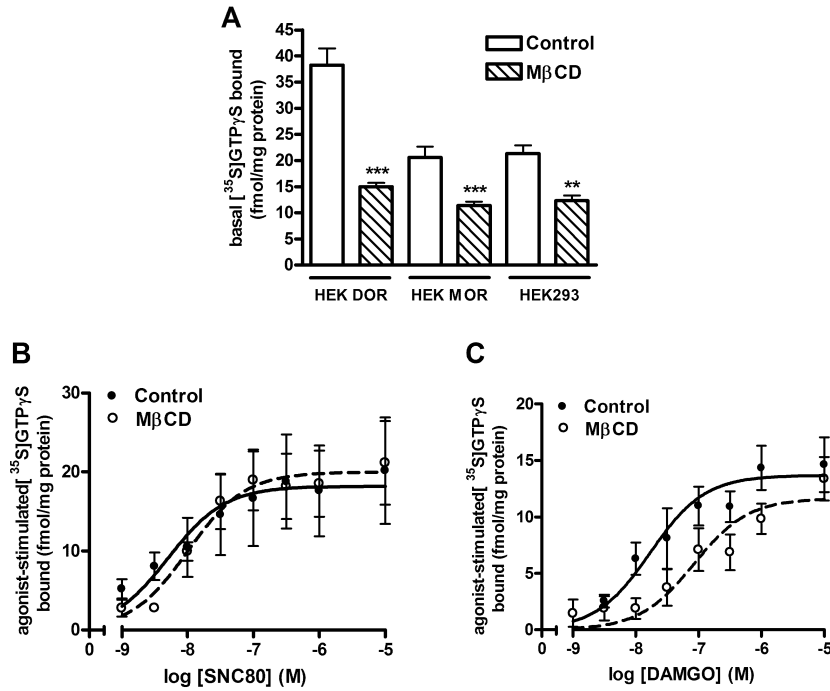 A
basal [35S]GTPγS bound
(fmol/mg protein)
45
40
35
30
25
20
15
10
5
0
Control
MβCD
***
***
**
HEK DOR
HEK MOR
HEK293
B
agonist-stimulated[ 35S]GTPγS
bound (fmol/mg protein)
30
20
10
0
Control
MβCD
0
-9
-8
-7
-6
-5
log [SNC80] (M)
C
agonist-stimulated[ 35S]GTPγS
bound (fmol/mg protein)
20
15
10
5
0
Control
MβCD
0
-9
-8
-7
-6
-5
log [DAMGO] (M)